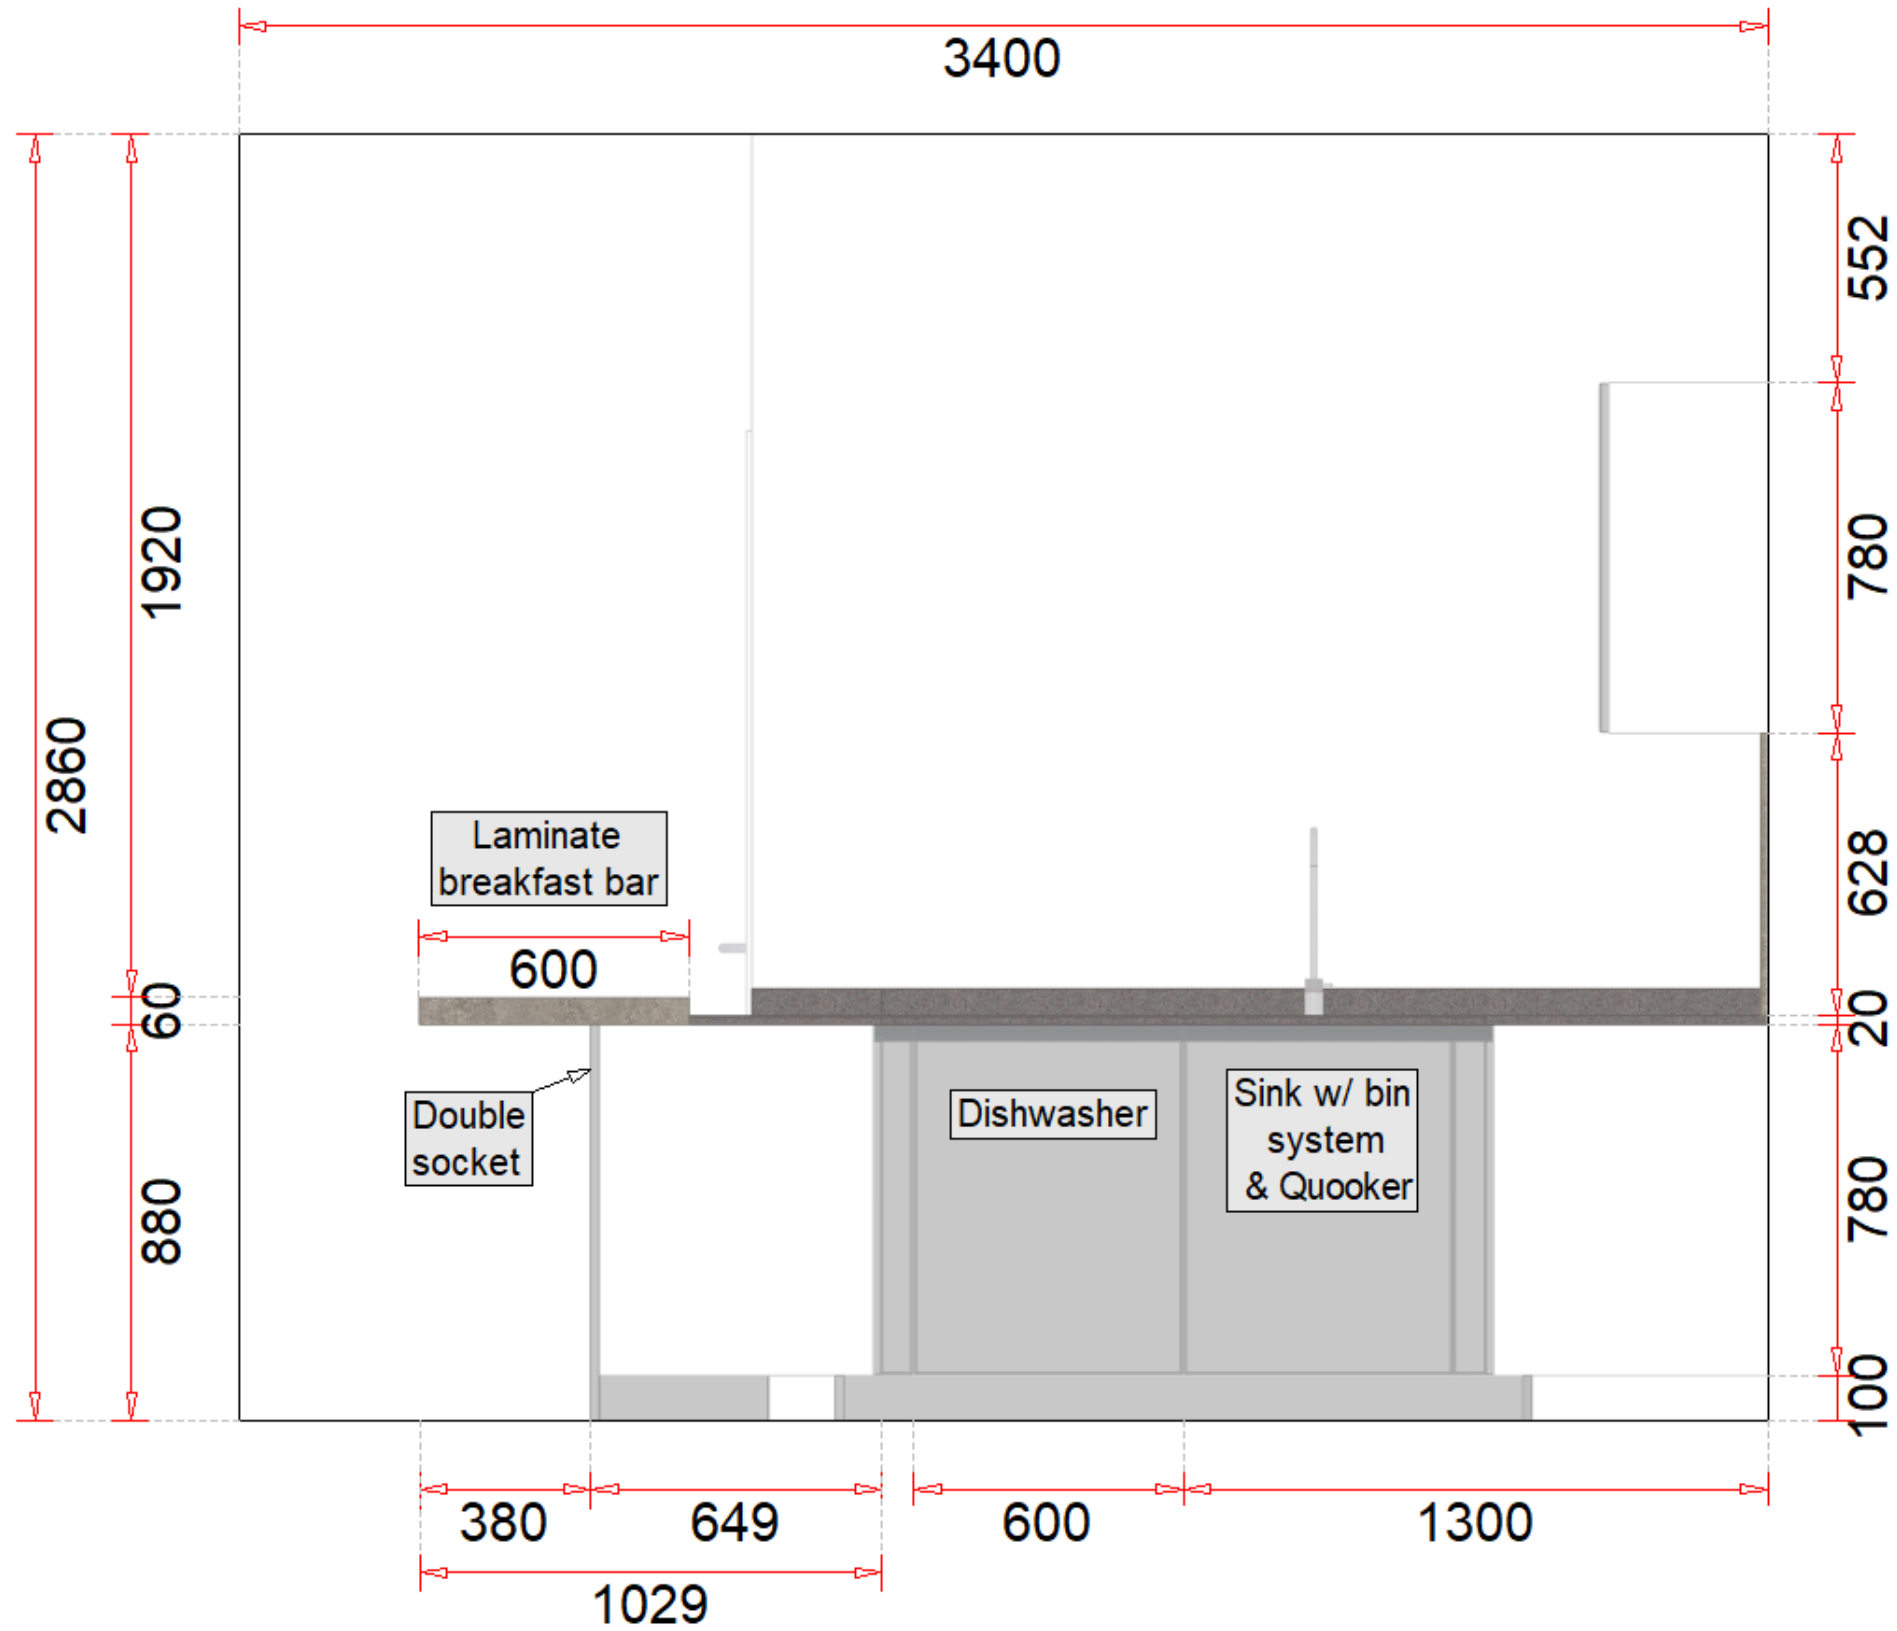 3400
552
1920
780
2860
Laminate
breakfast bar
628
600
60
20
Double
socket
Dishwasher
Sink w/ bin
system
& Quooker
880
780
100
380
649
600
1300
1029